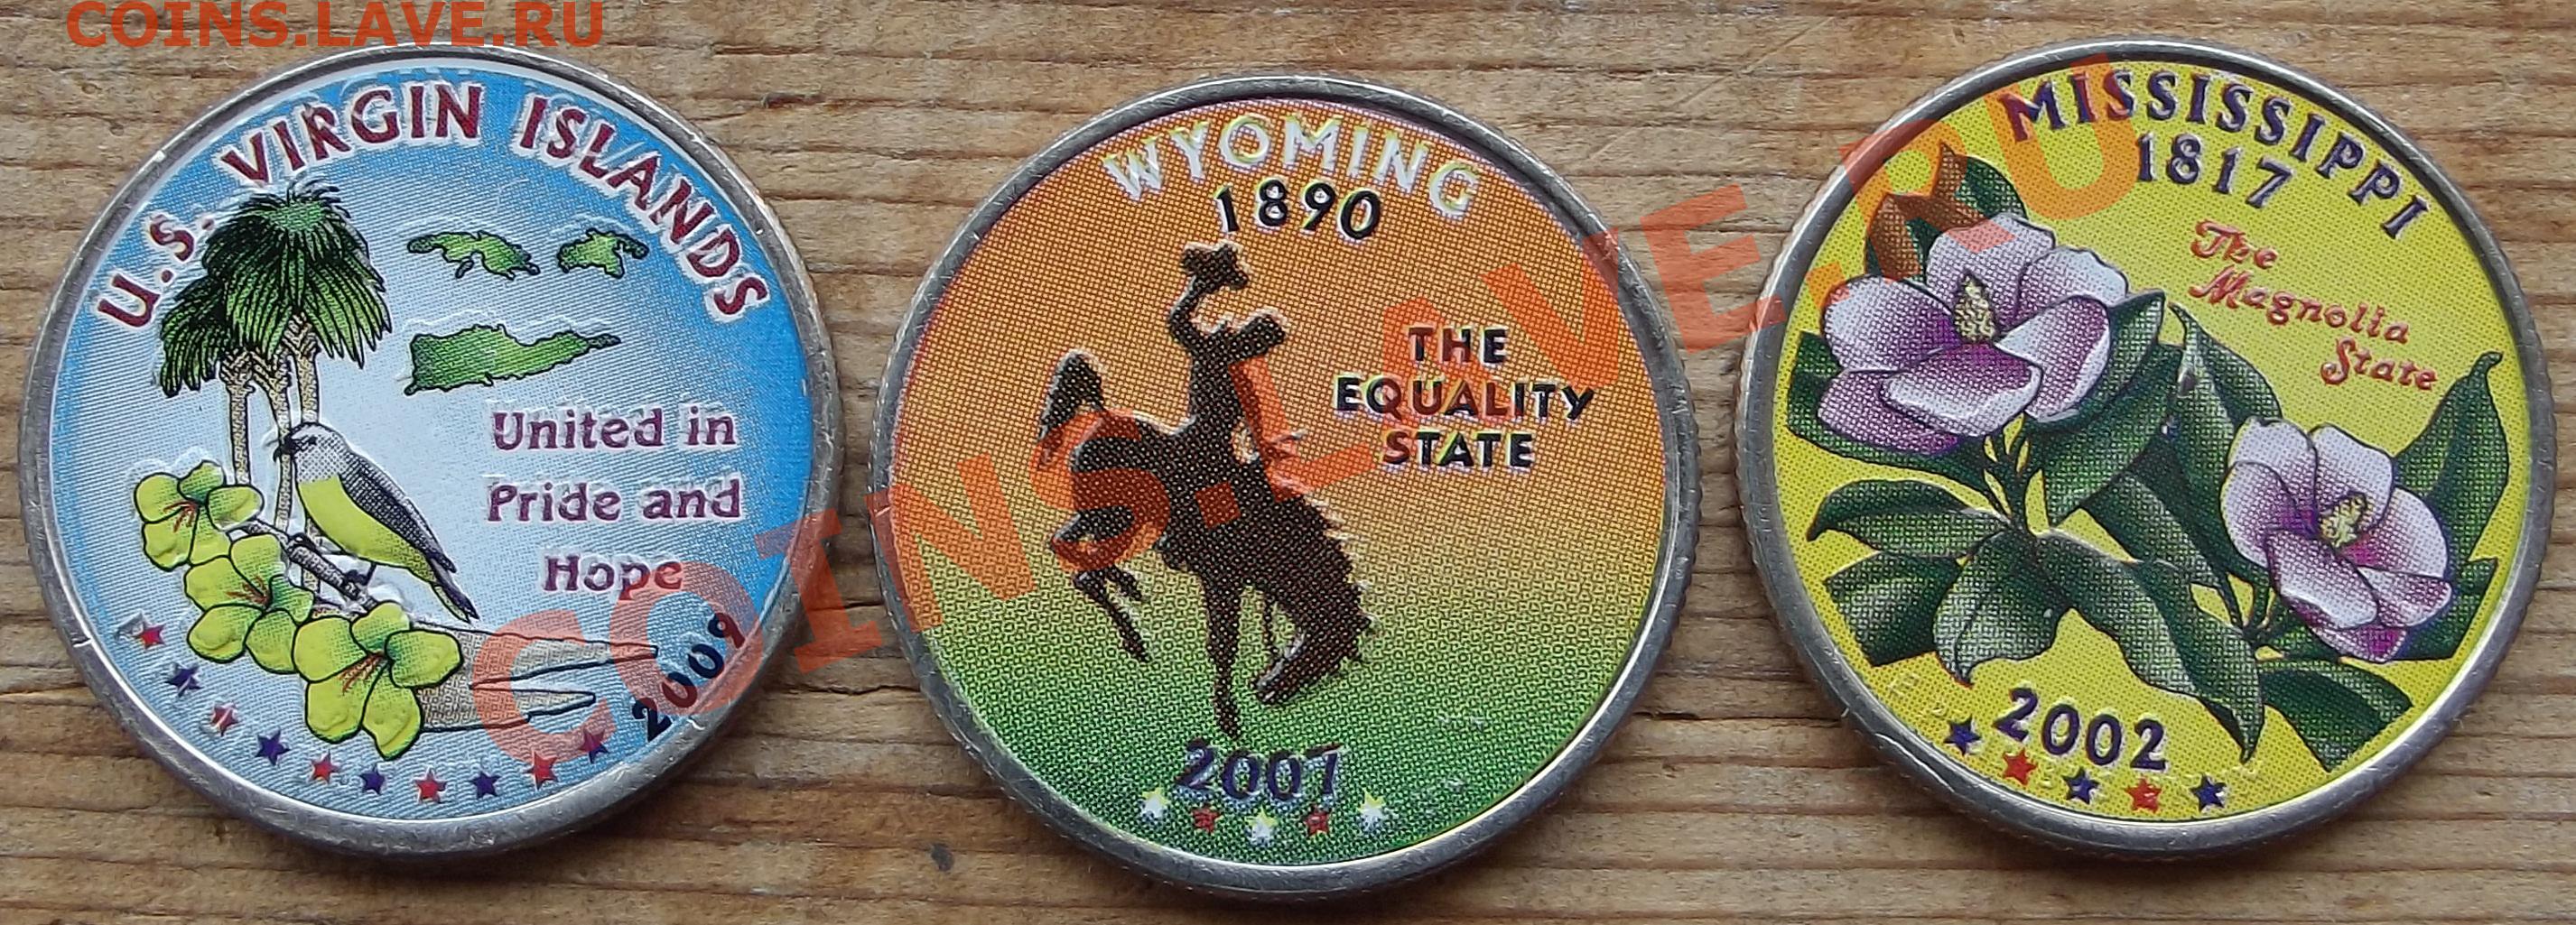 COINS.LAVE.RU
U.S. VIRGIN ISLANDS
United in
Pride and
Hope
2009
WYOMING
1890
THE
EQUALITY
STATE
2007
MISSISSIPPI
1817
The
Magnolia
State
2002
COINS.LAVE.RU